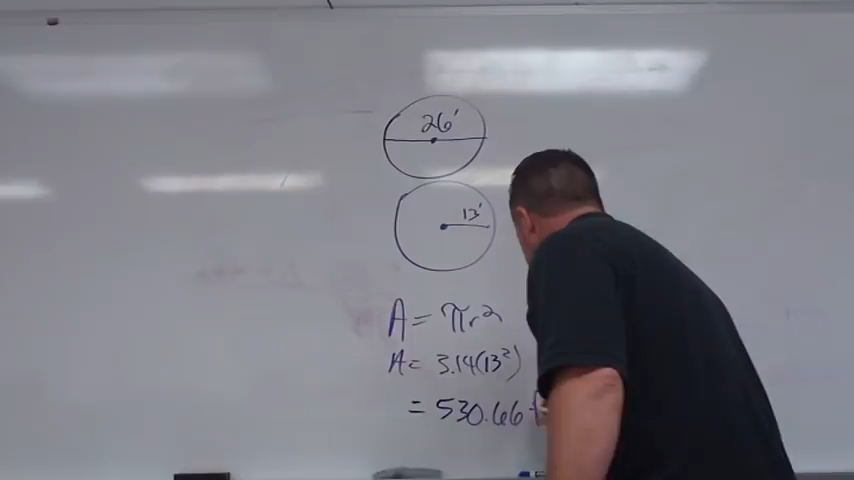 26'
13'
A = πr²
A = 3.14(13²)
= 530.66 f